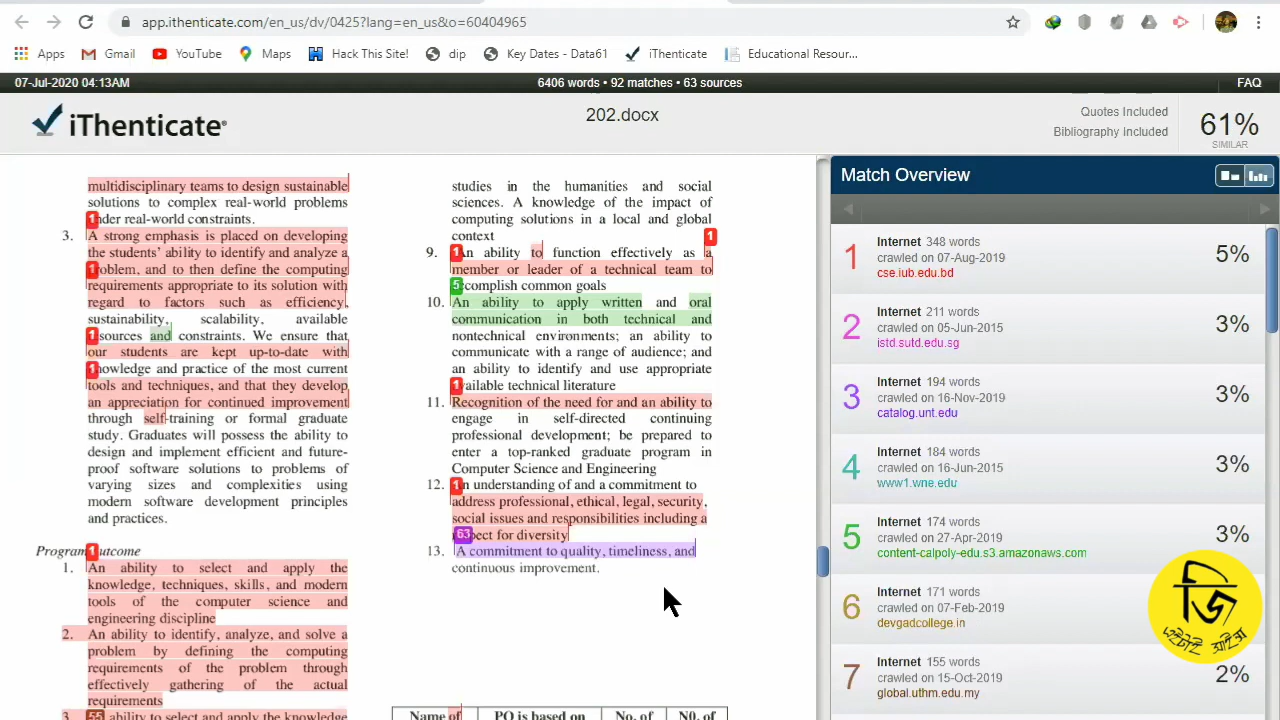 app.ithenticate.com/en_us/dv/0425?lang=en_us&o=60404965
Apps Gmail YouTube Maps Hack This Site! dip Key Dates - Data61 iThenticate Educational Resour...
07-Jul-2020 04:13AM 6406 words • 92 matches • 63 sources FAQ
iThenticate®
202.docx
Quotes Included
Bibliography Included
61%
SIMILAR
multidisciplinary teams to design sustainable
solutions to complex real-world problems
1
under real-world constraints.
3. A strong emphasis is placed on developing
the students' ability to identify and analyze a
1
problem, and to then define the computing
requirements appropriate to its solution with
regard to factors such as efficiency,
sustainability, scalability, available
1
resources and constraints. We ensure that
our students are kept up-to-date with
1
knowledge and practice of the most current
tools and techniques, and that they develop
an appreciation for continued improvement
through self-training or formal graduate
study. Graduates will possess the ability to
design and implement efficient and future-
proof software solutions to problems of
varying sizes and complexities using
modern software development principles
and practices.
Program Outcome
1
1. An ability to select and apply the
knowledge, techniques, skills, and modern
tools of the computer science and
engineering discipline
2. An ability to identify, analyze, and solve a
problem by defining the computing
requirements of the problem through
effectively gathering of the actual
requirements
55
3. ability to select and apply the knowledge
studies in the humanities and social
sciences. A knowledge of the impact of
computing solutions in a local and global
context
1
1
9. An ability to function effectively as a
member or leader of a technical team to
5
accomplish common goals
10. An ability to apply written and oral
communication in both technical and
nontechnical environments; an ability to
communicate with a range of audience; and
an ability to identify and use appropriate
1
available technical literature
11. Recognition of the need for and an ability to
engage in self-directed continuing
professional development; be prepared to
enter a top-ranked graduate program in
Computer Science and Engineering
1
12. An understanding of and a commitment to
address professional, ethical, legal, security,
social issues and responsibilities including a
63
respect for diversity
13. A commitment to quality, timeliness, and
continuous improvement.
Name of PO is based on No. of N0. of
Match Overview
1 Internet 348 words 5%
crawled on 07-Aug-2019
cse.iub.edu.bd
2 Internet 211 words 3%
crawled on 05-Jun-2015
istd.sutd.edu.sg
3 Internet 194 words 3%
crawled on 16-Nov-2019
catalog.unt.edu
4 Internet 184 words 3%
crawled on 16-Jun-2015
www1.wne.edu
5 Internet 174 words 3%
crawled on 27-Apr-2019
content-calpoly-edu.s3.amazonaws.com
6 Internet 171 words
crawled on 07-Feb-2019
devgadcollege.in
7 Internet 155 words 2%
crawled on 15-Oct-2019
global.uthm.edu.my